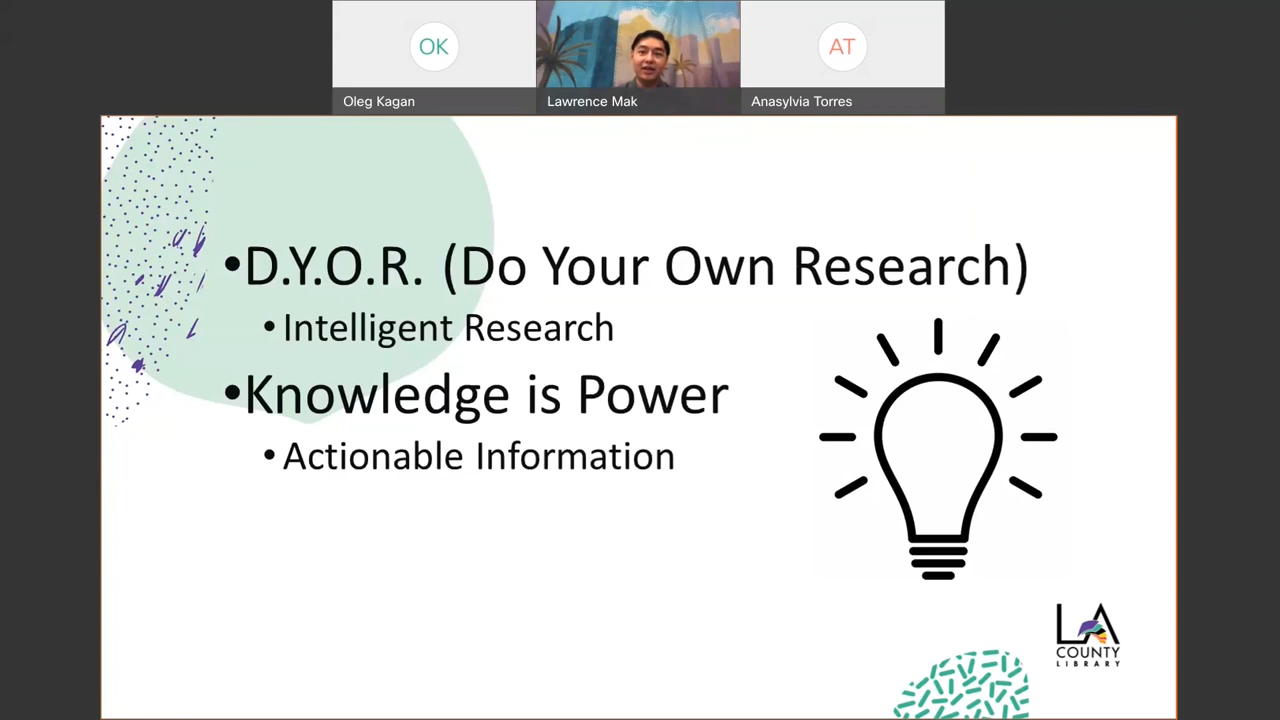 OK
AT
Oleg Kagan
Lawrence Mak
Anasylvia Torres
•D.Y.O.R. (Do Your Own Research)
•Intelligent Research
•Knowledge is Power
•Actionable Information
LA
COUNTY
LIBRARY